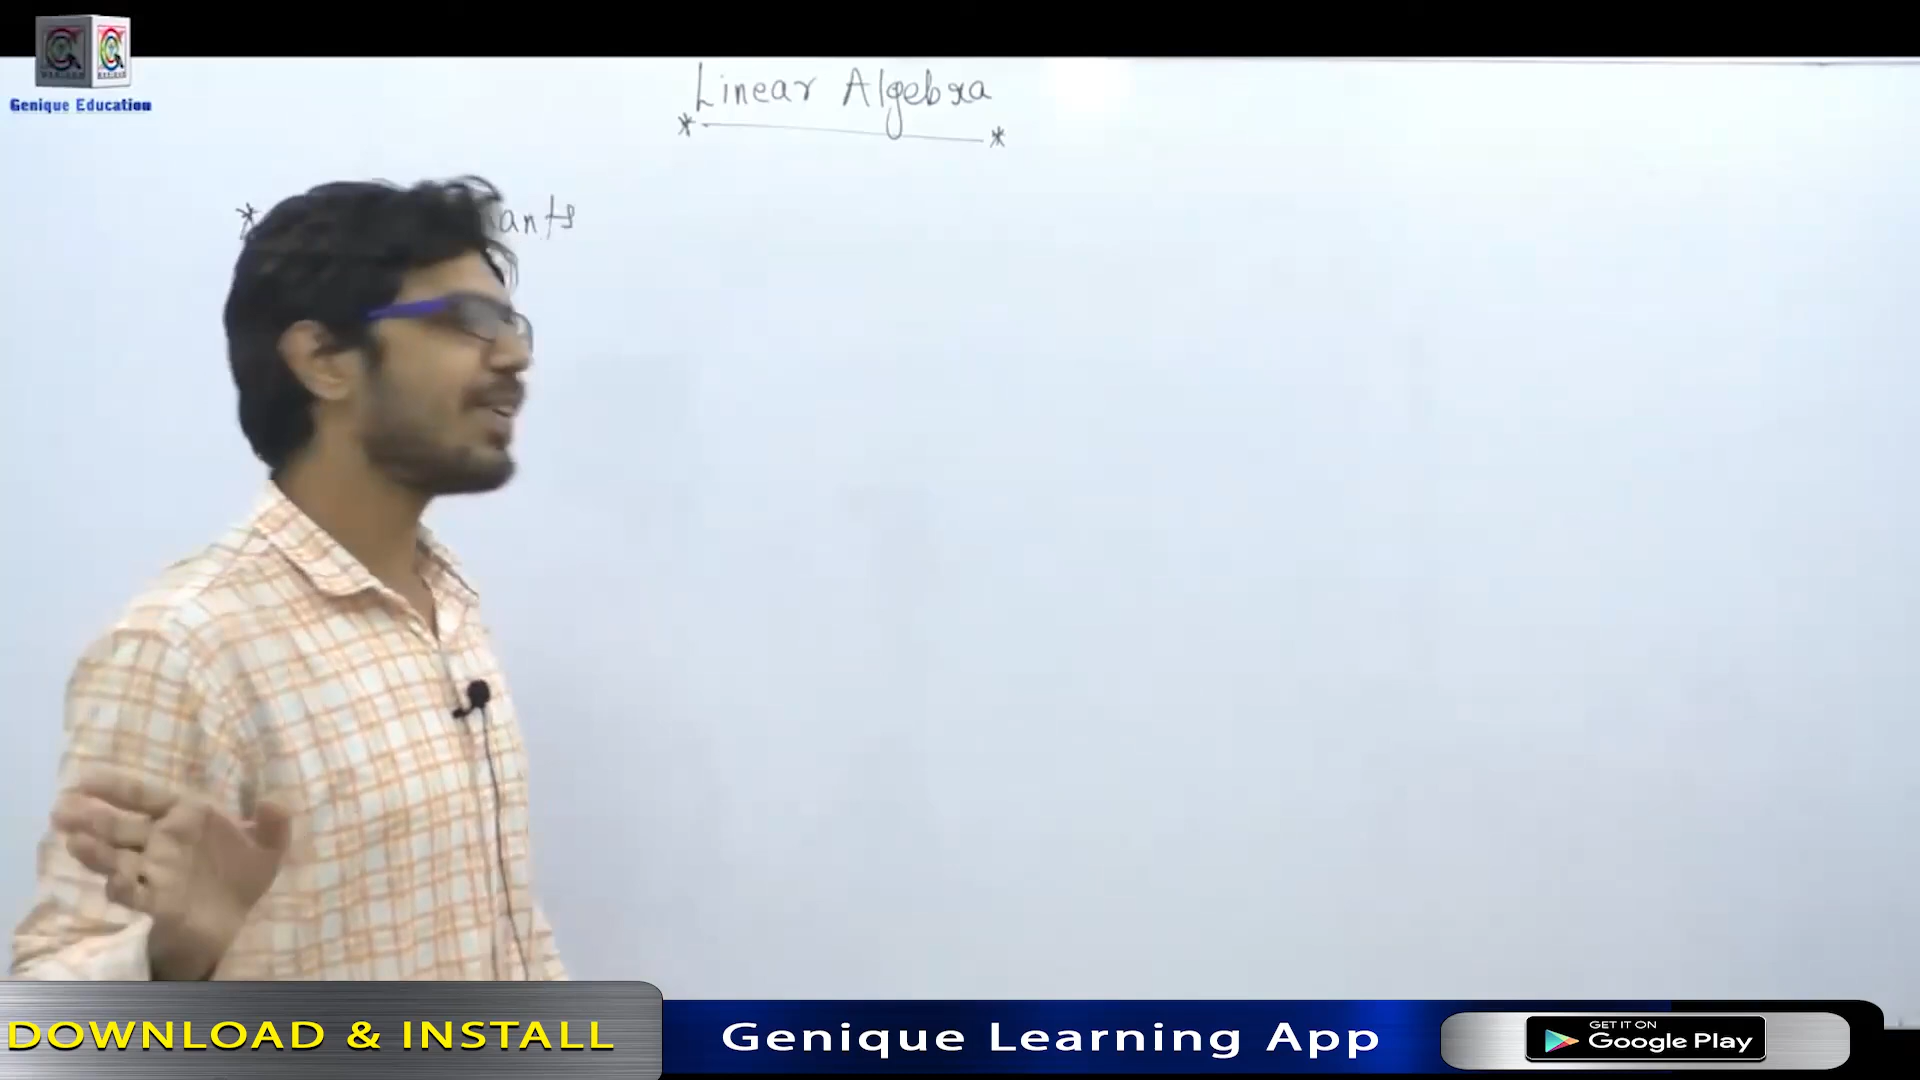 Genique Education
Linear Algebra
* *
*
DOWNLOAD & INSTALL
Genique Learning App
GET IT ON
Google Play